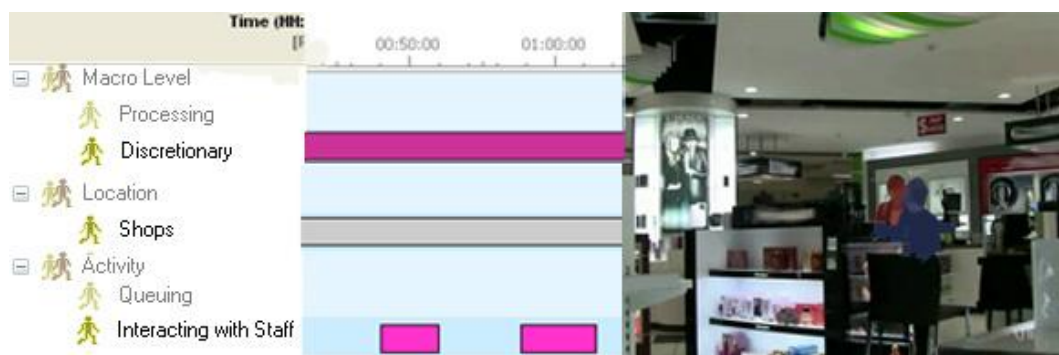 Time (HH:
00:50:00 01:00:00
Macro Level
Processing
Discretionary
Location
Shops
Activity
Queuing
Interacting with Staff